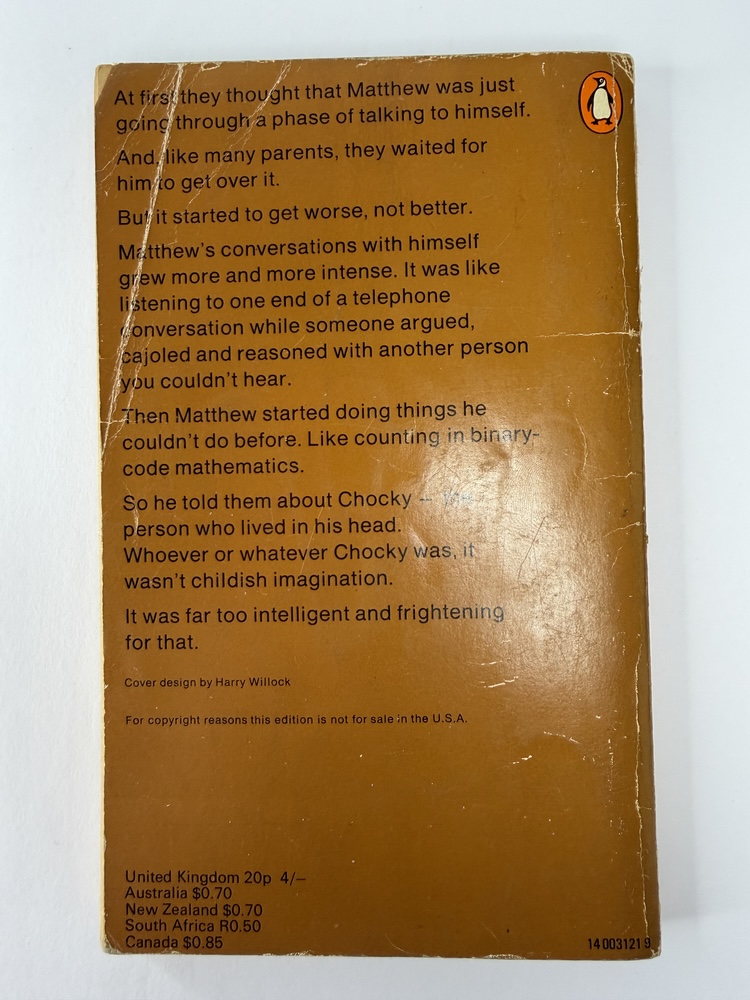 At first they thought that Matthew was just
going through a phase of talking to himself.
And, like many parents, they waited for
him to get over it.
But it started to get worse, not better.
Matthew's conversations with himself
grew more and more intense. It was like
listening to one end of a telephone
conversation while someone argued,
cajoled and reasoned with another person
you couldn't hear.
Then Matthew started doing things he
couldn't do before. Like counting in binary-
code mathematics.
So he told them about Chocky – the
person who lived in his head.
Whoever or whatever Chocky was, it
wasn't childish imagination.
It was far too intelligent and frightening
for that.
Cover design by Harry Willock
For copyright reasons this edition is not for sale in the U.S.A.
United Kingdom 20p 4/–
Australia $0.70
New Zealand $0.70
South Africa R0.50
Canada $0.85
14 003121 9